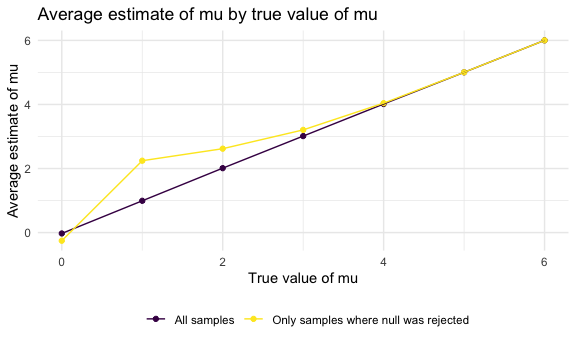 Average estimate of mu by true value of mu
Average estimate of mu
6
4
2
0
0
2
4
6
True value of mu
All samples
Only samples where null was rejected